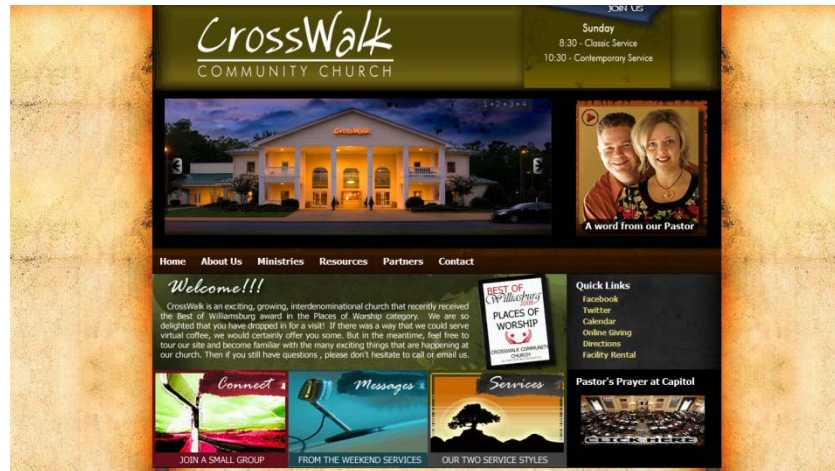 JOIN US
CrossWalk
COMMUNITY CHURCH
Sunday
8:30 - Classic Service
10:30 - Contemporary Service
1 • 2 • 3 • 4
CrossWalk
A word from our Pastor
Home About Us Ministries Resources Partners Contact
Welcome!!!
CrossWalk is an exciting, growing, interdenominational church that recently received
the Best of Williamsburg award in the Places of Worship category. We are so
delighted that you have dropped in for a visit! If there was a way that we could serve
virtual coffee, we would certainly offer you some. But in the meantime, feel free to
tour our site and become familiar with the many exciting things that are happening at
our church. Then if you still have questions , please don't hesitate to call or email us.
BEST OF
Williasburg
PLACES OF
WORSHIP
CROSSWALK COMMUNITY
CHURCH
Quick Links
Facebook
Twitter
Calendar
Online Giving
Directions
Facility Rental
Connect
JOIN A SMALL GROUP
Messages
FROM THE WEEKEND SERVICES
Services
OUR TWO SERVICE STYLES
Pastor's Prayer at Capitol
CLICK HERE